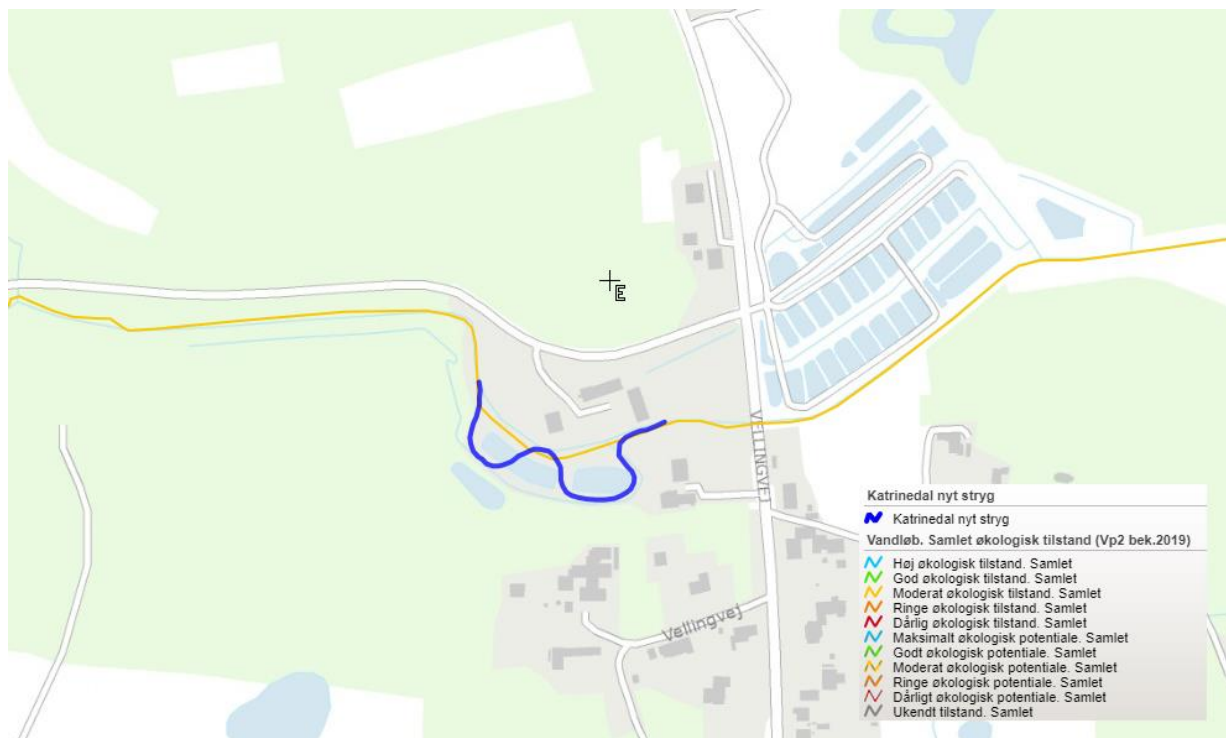 E
VELLINGVEJ
Vellingvej
Katrinedal nyt stryg
Katrinedal nyt stryg
Vandløb. Samlet økologisk tilstand (Vp2 bek.2019)
Høj økologisk tilstand. Samlet
God økologisk tilstand. Samlet
Moderat økologisk tilstand. Samlet
Ringe økologisk tilstand. Samlet
Dårlig økologisk tilstand. Samlet
Maksimalt økologisk potentiale. Samlet
Godt økologisk potentiale. Samlet
Moderat økologisk potentiale. Samlet
Ringe økologisk potentiale. Samlet
Dårligt økologisk potentiale. Samlet
Ukendt tilstand. Samlet